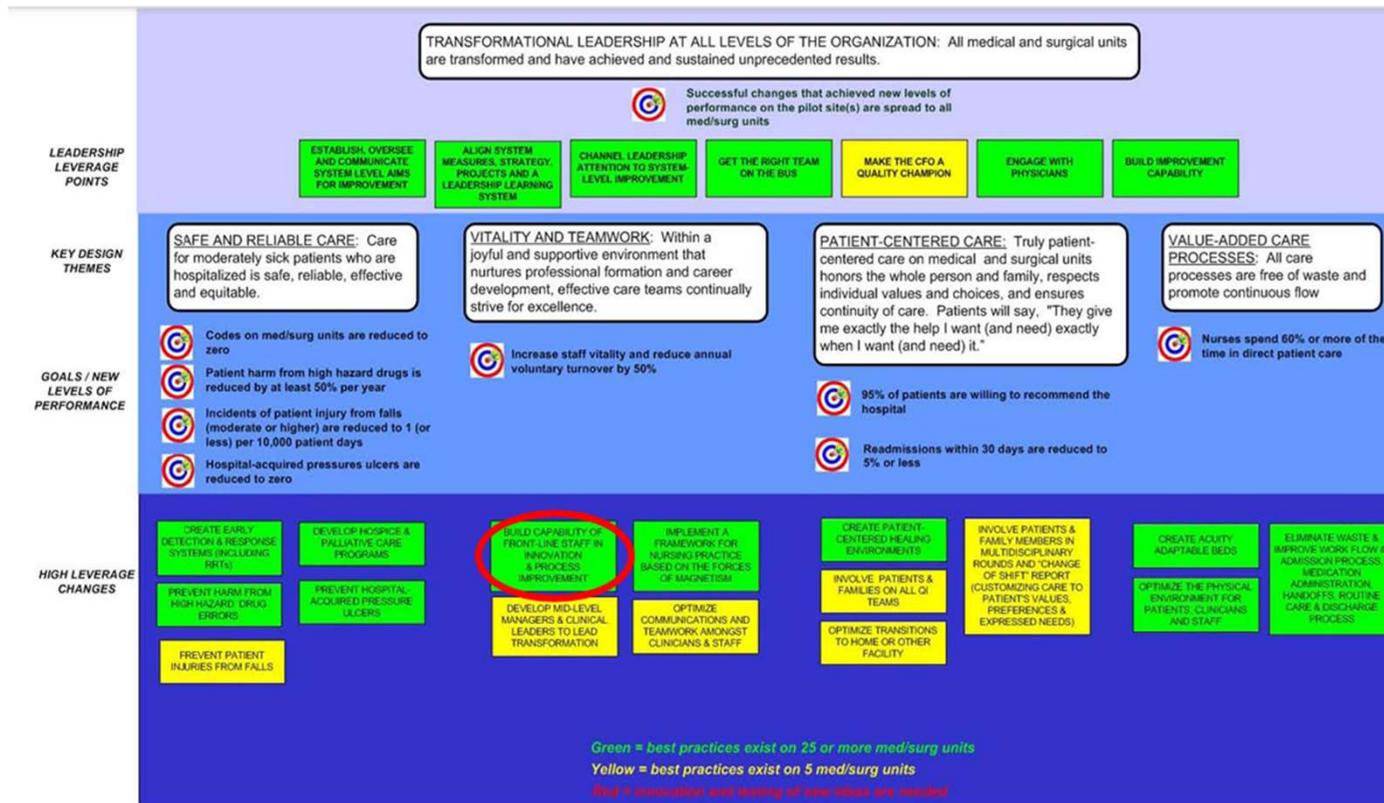 TRANSFORMATIONAL LEADERSHIP AT ALL LEVELS OF THE ORGANIZATION: All medical and surgical units
are transformed and have achieved and sustained unprecedented results.
Successful changes that achieved new levels of
performance on the pilot site(s) are spread to all
med/surg units
LEADERSHIP
LEVERAGE
POINTS
ESTABLISH, OVERSEE
AND COMMUNICATE
SYSTEM LEVEL AIMS
FOR IMPROVEMENT
ALIGN SYSTEM
MEASURES, STRATEGY,
PROJECTS AND A
LEADERSHIP LEARNING
SYSTEM
CHANNEL LEADERSHIP
ATTENTION TO SYSTEM-
LEVEL IMPROVEMENT
GET THE RIGHT TEAM
ON THE BUS
MAKE THE CFO A
QUALITY CHAMPION
ENGAGE WITH
PHYSICIANS
BUILD IMPROVEMENT
CAPABILITY
KEY DESIGN
THEMES
SAFE AND RELIABLE CARE: Care
for moderately sick patients who are
hospitalized is safe, reliable, effective
and equitable.
VITALITY AND TEAMWORK: Within a
joyful and supportive environment that
nurtures professional formation and career
development, effective care teams continually
strive for excellence.
PATIENT-CENTERED CARE: Truly patient-
centered care on medical and surgical units
honors the whole person and family, respects
individual values and choices, and ensures
continuity of care. Patients will say, "They give
me exactly the help I want (and need) exactly
when I want (and need) it."
VALUE-ADDED CARE
PROCESSES: All care
processes are free of waste and
promote continuous flow
GOALS / NEW
LEVELS OF
PERFORMANCE
Codes on med/surg units are reduced to
zero
Patient harm from high hazard drugs is
reduced by at least 50% per year
Incidents of patient injury from falls
(moderate or higher) are reduced to 1 (or
less) per 10,000 patient days
Hospital-acquired pressures ulcers are
reduced to zero
Increase staff vitality and reduce annual
voluntary turnover by 50%
95% of patients are willing to recommend the
hospital
Readmissions within 30 days are reduced to
5% or less
Nurses spend 60% or more of the
time in direct patient care
HIGH LEVERAGE
CHANGES
CREATE EARLY
DETECTION & RESPONSE
SYSTEMS (INCLUDING
RRTs)
DEVELOP HOSPICE &
PALLIATIVE CARE
PROGRAMS
PREVENT HARM FROM
HIGH HAZARD DRUG
ERRORS
PREVENT HOSPITAL-
ACQUIRED PRESSURE
ULCERS
PREVENT PATIENT
INJURIES FROM FALLS
BUILD CAPABILITY OF
FRONT-LINE STAFF IN
INNOVATION
& PROCESS
IMPROVEMENT
IMPLEMENT A
FRAMEWORK FOR
NURSING PRACTICE
BASED ON THE FORCES
OF MAGNETISM
DEVELOP MID-LEVEL
MANAGERS & CLINICAL
LEADERS TO LEAD
TRANSFORMATION
OPTIMIZE
COMMUNICATIONS AND
TEAMWORK AMONGST
CLINICIANS & STAFF
CREATE PATIENT-
CENTERED HEALING
ENVIRONMENTS
INVOLVE PATIENTS &
FAMILIES ON ALL QI
TEAMS
OPTIMIZE TRANSITIONS
TO HOME OR OTHER
FACILITY
INVOLVE PATIENTS &
FAMILY MEMBERS IN
MULTIDISCIPLINARY
ROUNDS AND "CHANGE
OF SHIFT" REPORT
(CUSTOMIZING CARE TO
PATIENT'S VALUES,
PREFERENCES &
EXPRESSED NEEDS)
CREATE ACUITY
ADAPTABLE BEDS
OPTIMIZE THE PHYSICAL
ENVIRONMENT FOR
PATIENTS, CLINICIANS
AND STAFF
ELIMINATE WASTE &
IMPROVE WORK FLOW
ADMISSION PROCESS,
MEDICATION
ADMINISTRATION,
HANDOFFS, ROUTINE
CARE & DISCHARGE
PROCESS
Green = best practices exist on 25 or more med/surg units
Yellow = best practices exist on 5 med/surg units
Red = innovation and testing of new ideas are needed